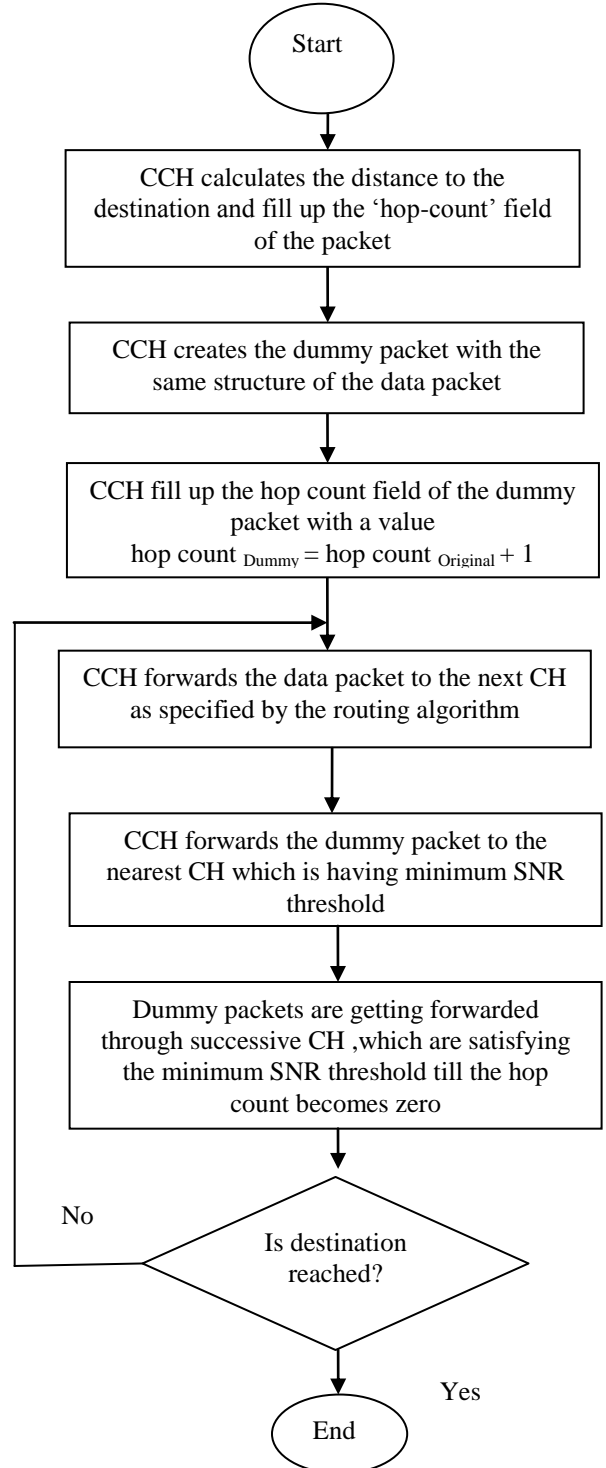 Start
CCH calculates the distance to the
destination and fill up the ‘hop-count’ field
of the packet
CCH creates the dummy packet with the
same structure of the data packet
CCH fill up the hop count field of the dummy
packet with a value
hop count Dummy = hop count Original + 1
CCH forwards the data packet to the next CH
as specified by the routing algorithm
CCH forwards the dummy packet to the
nearest CH which is having minimum SNR
threshold
Dummy packets are getting forwarded
through successive CH ,which are satisfying
the minimum SNR threshold till the hop
count becomes zero
No
Is destination
reached?
Yes
End